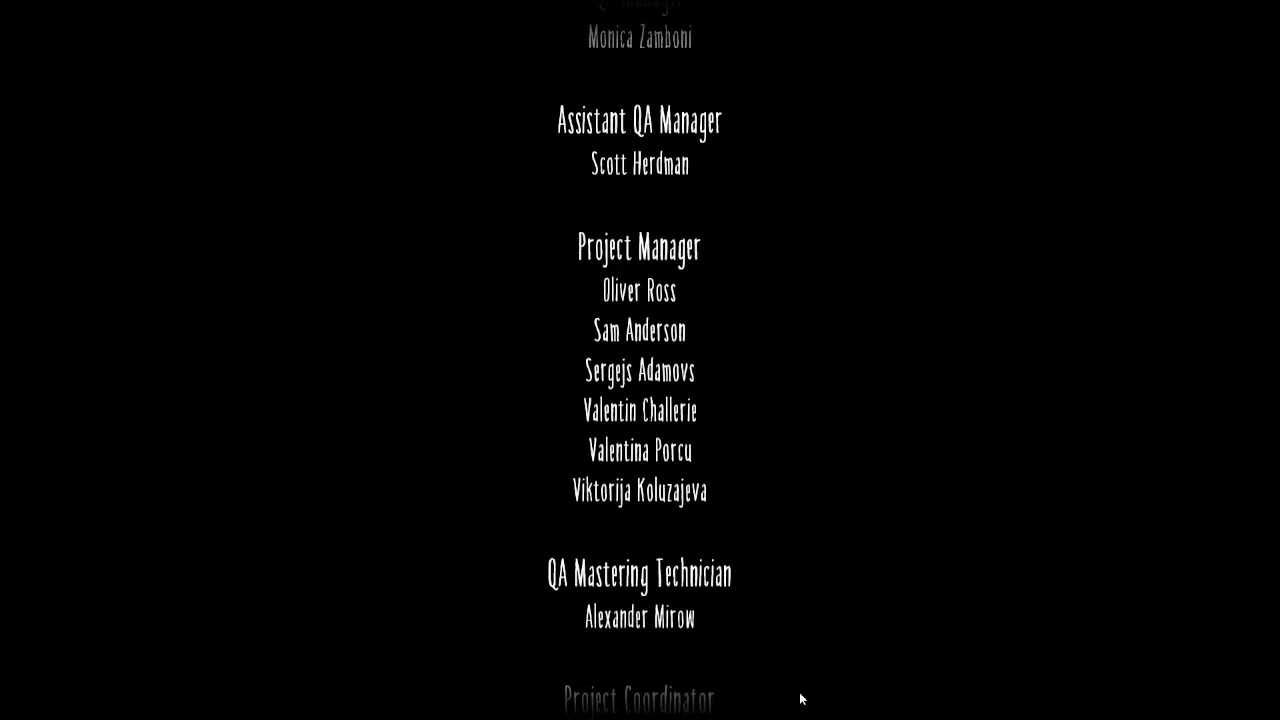 Monica Zamboni
Assistant QA Manager
Scott Herdman
Project Manager
Oliver Ross
Sam Anderson
Sergejs Adamovs
Valentin Challerie
Valentina Porcu
Viktorija Koluzajeva
QA Mastering Technician
Alexander Mirow
Project Coordinator